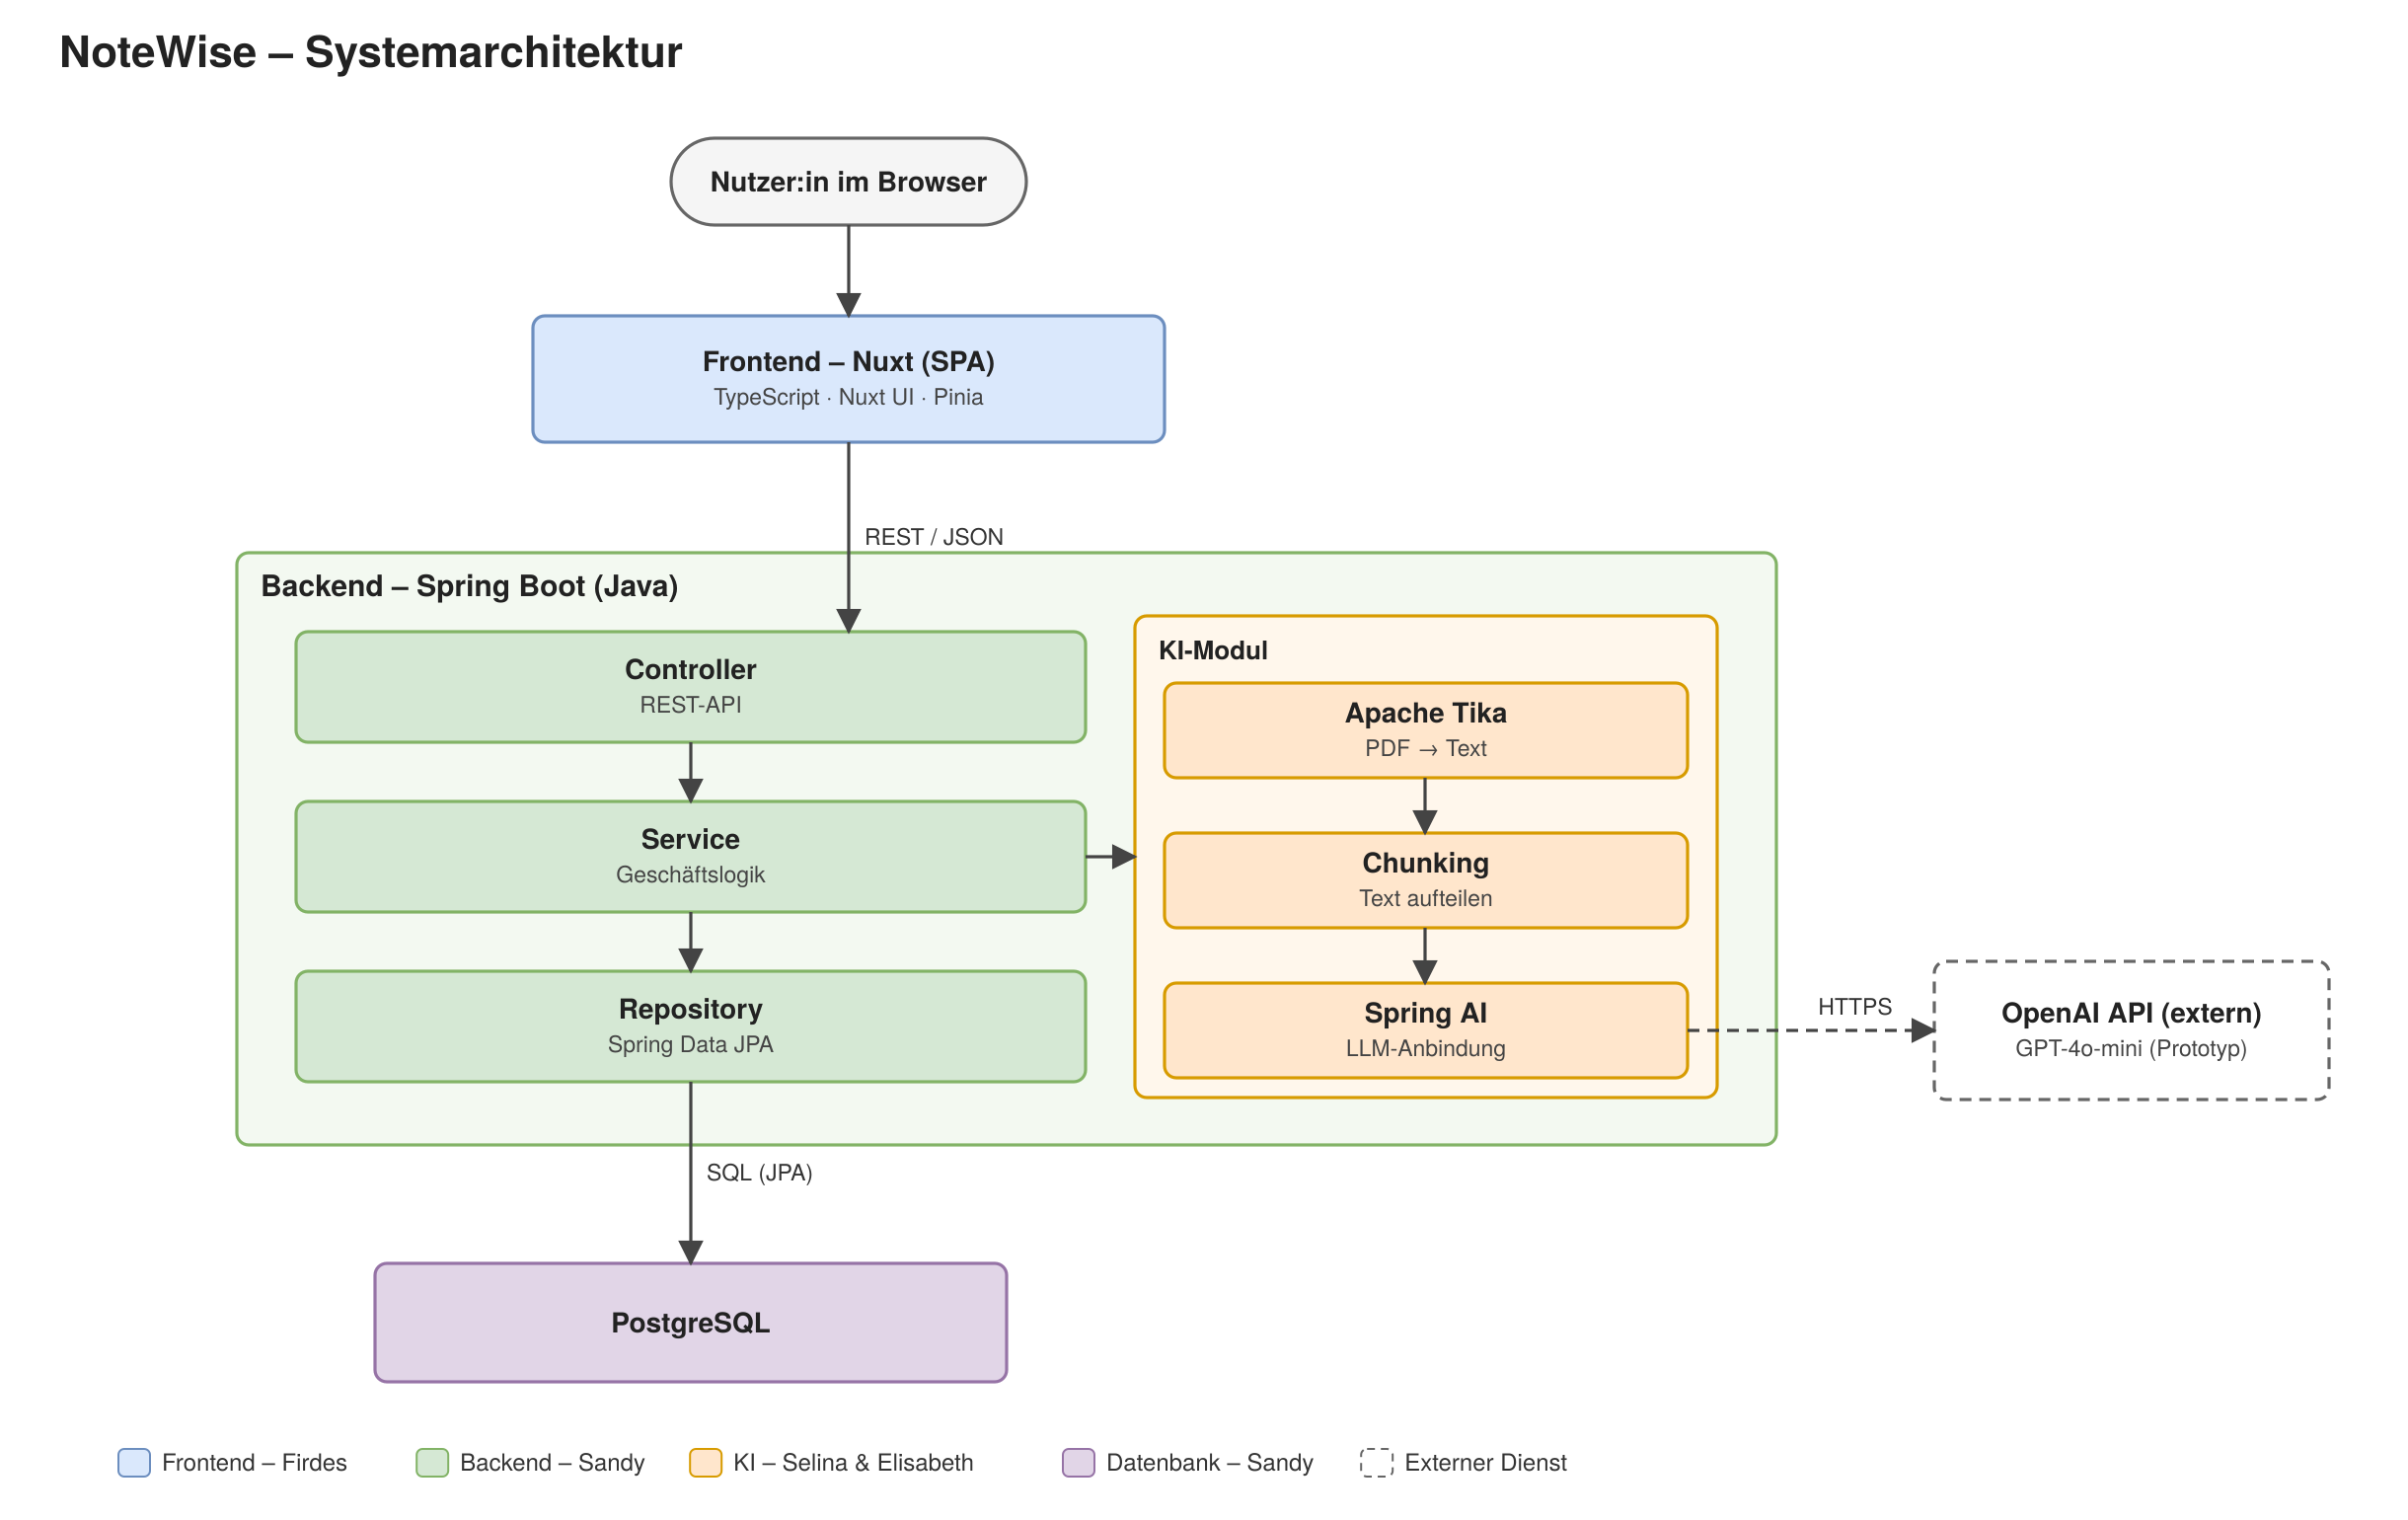 NoteWise – Systemarchitektur
Nutzer:in im Browser
Frontend – Nuxt (SPA)
TypeScript · Nuxt UI · Pinia
REST / JSON
Backend – Spring Boot (Java)
Controller
REST-API
Service
Geschäftslogik
Repository
Spring Data JPA
KI-Modul
Apache Tika
PDF → Text
Chunking
Text aufteilen
Spring AI
LLM-Anbindung
HTTPS
OpenAI API (extern)
GPT-4o-mini (Prototyp)
SQL (JPA)
PostgreSQL
Frontend – Firdes
Backend – Sandy
KI – Selina & Elisabeth
Datenbank – Sandy
Externer Dienst